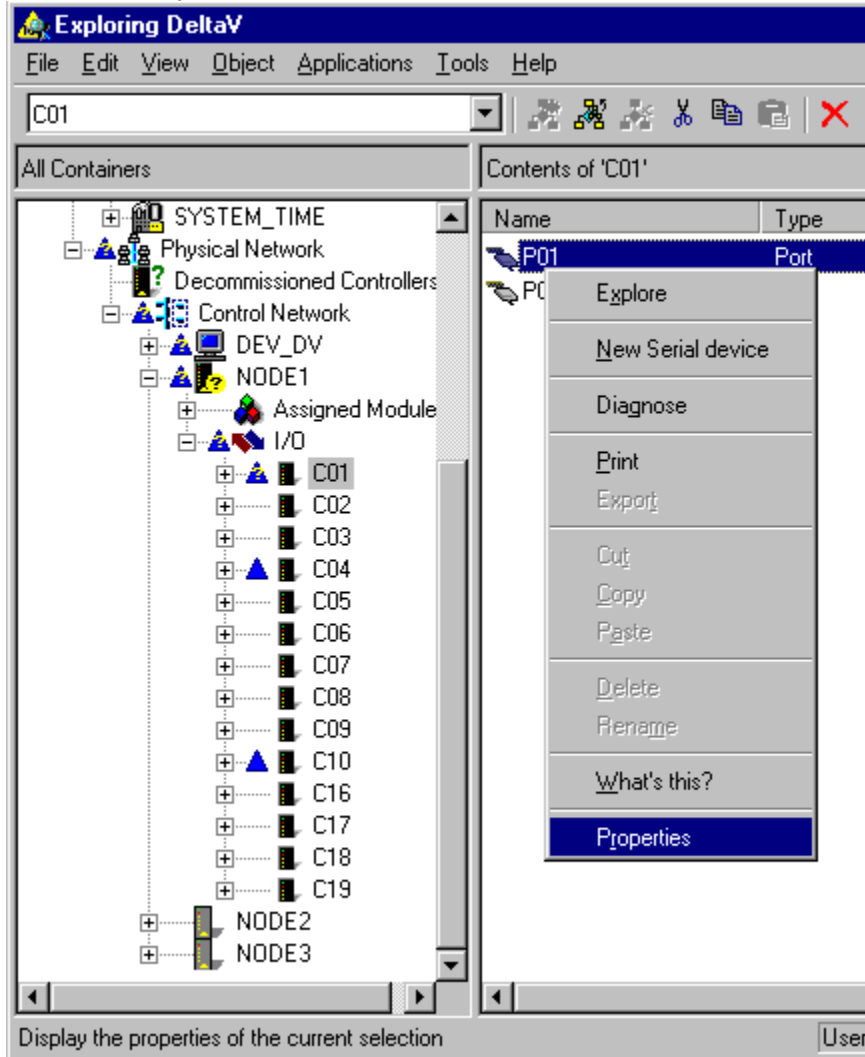 Exploring DeltaV
File Edit View Object Applications Tools Help
C01
All Containers
Contents of 'C01'
SYSTEM_TIME
Physical Network
Decommissioned Controllers
Control Network
DEV_DV
NODE1
Assigned Module
I/O
C01
C02
C03
C04
C05
C06
C07
C08
C09
C10
C16
C17
C18
C19
NODE2
NODE3
Name Type
P01 Port
P0
Explore
New Serial device
Diagnose
Print
Export
Cut
Copy
Paste
Delete
Rename
What's this?
Properties
Display the properties of the current selection
User